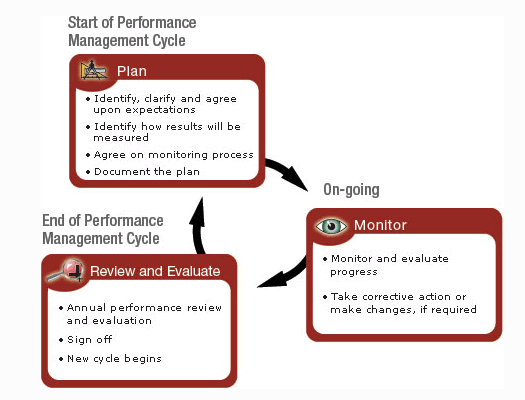 Start of Performance
Management Cycle
Plan
• Identify, clarify and agree
upon expectations
• Identify how results will be
measured
• Agree on monitoring process
• Document the plan
On-going
Monitor
• Monitor and evaluate
progress
• Take corrective action or
make changes, if required
End of Performance
Management Cycle
Review and Evaluate
• Annual performance review
and evaluation
• Sign off
• New cycle begins